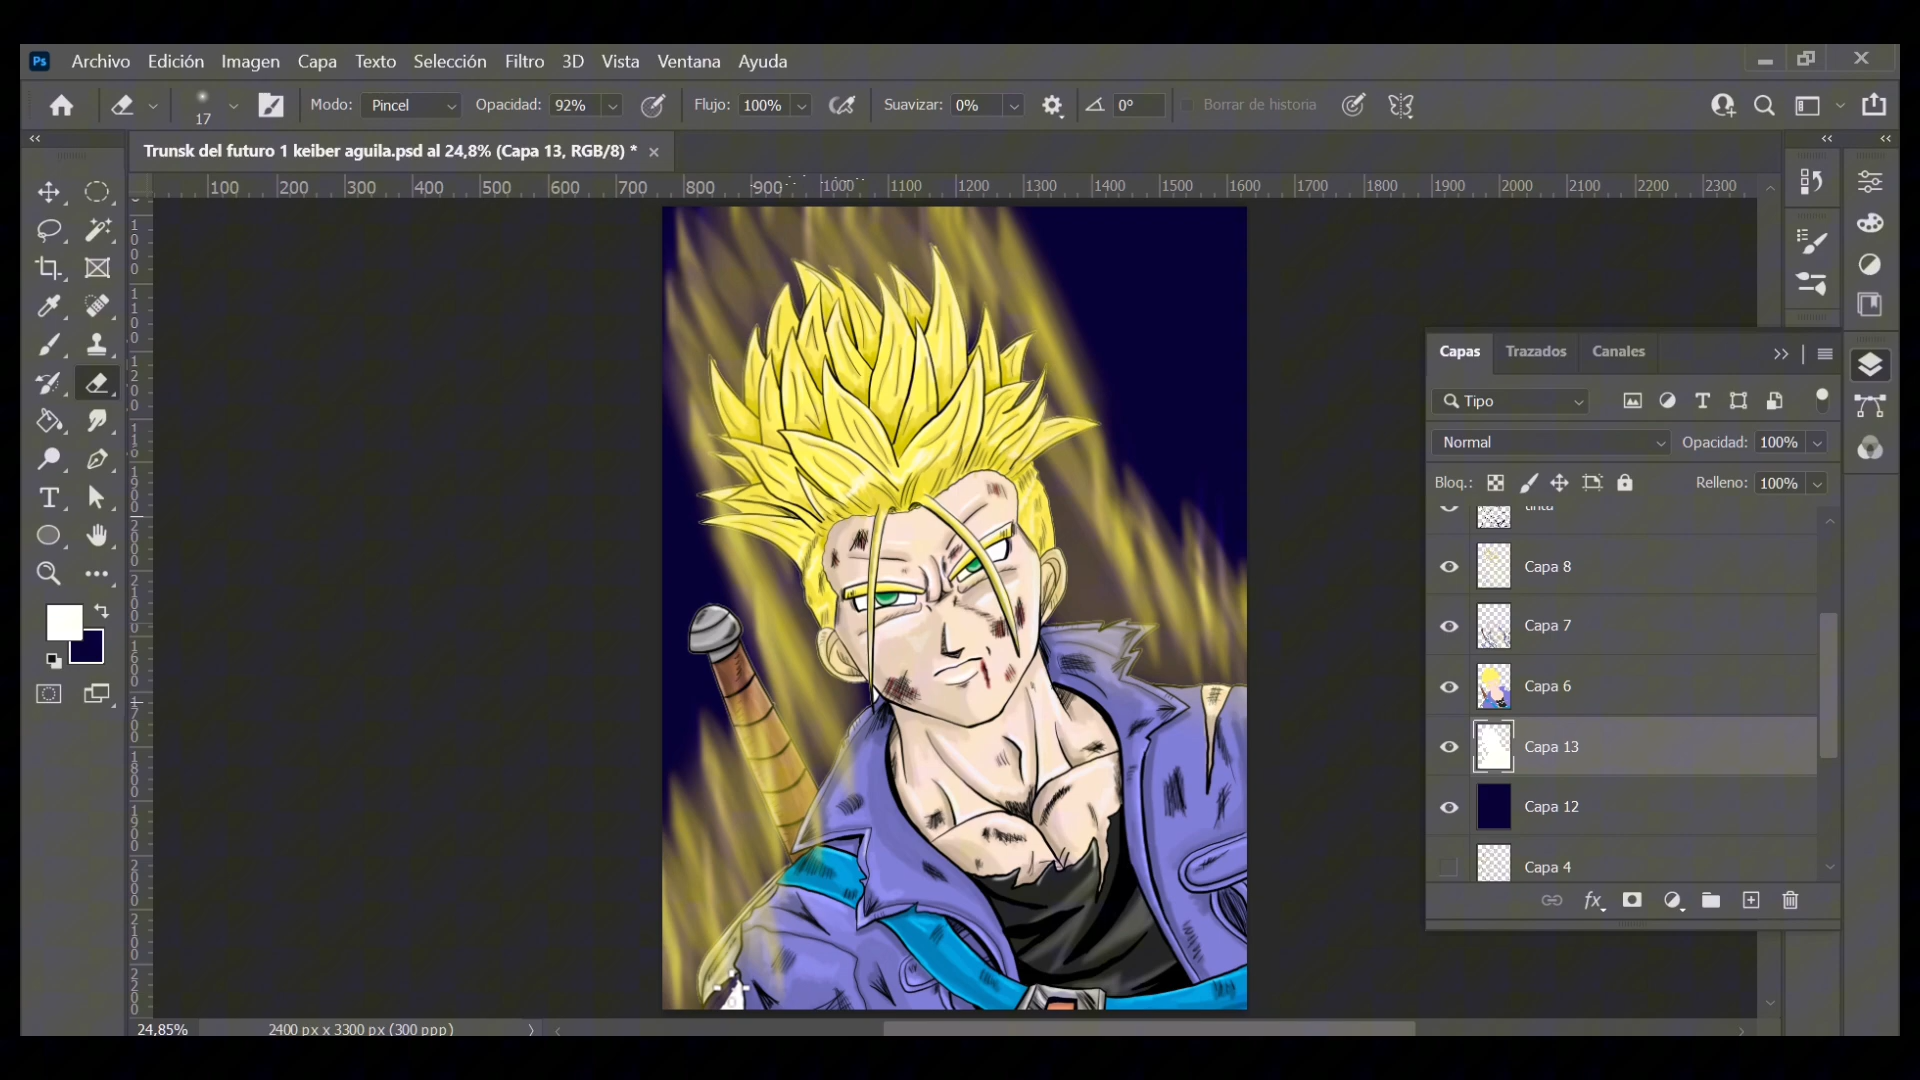 Ps Archivo Edición Imagen Capa Texto Selección Filtro 3D Vista Ventana Ayuda
17 Modo: Pincel Opacidad: 92% Flujo: 100% Suavizar: 0% 0° Borrar de historia
Trunsk del futuro 1 keiber aguila.psd al 24,8% (Capa 13, RGB/8) *
100 200 300 400 500 600 700 800 900 1000 1100 1200 1300 1400 1500 1600 1700 1800 1900 2000 2100 2200 2300
Capas Trazados Canales
Tipo
Normal Opacidad: 100%
Bloq.: Relleno: 100%
tinta
Capa 8
Capa 7
Capa 6
Capa 13
Capa 12
Capa 4
fx
24,85% 2400 px x 3300 px (300 ppp)